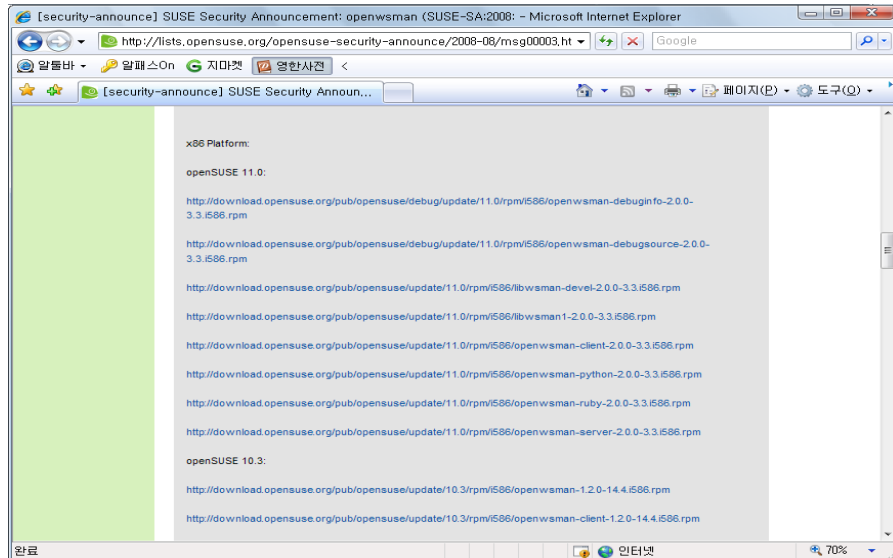 [security-announce] SUSE Security Announcement: openwsman (SUSE-SA:2008: - Microsoft Internet Explorer
http://lists.opensuse.org/opensuse-security-announce/2008-08/msg00003.ht
Google
알툴바
알패스On
G 지마켓
영한사전
<
[security-announce] SUSE Security Announ...
페이지(P)
도구(O)
x86 Platform:
openSUSE 11.0:
http://download.opensuse.org/pub/opensuse/debug/update/11.0/rpm/i586/openwsman-debuginfo-2.0.0-
3.3.i586.rpm
http://download.opensuse.org/pub/opensuse/debug/update/11.0/rpm/i586/openwsman-debugsource-2.0.0-
3.3.i586.rpm
http://download.opensuse.org/pub/opensuse/update/11.0/rpm/i586/libwsman-devel-2.0.0-3.3.i586.rpm
http://download.opensuse.org/pub/opensuse/update/11.0/rpm/i586/libwsman1-2.0.0-3.3.i586.rpm
http://download.opensuse.org/pub/opensuse/update/11.0/rpm/i586/openwsman-client-2.0.0-3.3.i586.rpm
http://download.opensuse.org/pub/opensuse/update/11.0/rpm/i586/openwsman-python-2.0.0-3.3.i586.rpm
http://download.opensuse.org/pub/opensuse/update/11.0/rpm/i586/openwsman-ruby-2.0.0-3.3.i586.rpm
http://download.opensuse.org/pub/opensuse/update/11.0/rpm/i586/openwsman-server-2.0.0-3.3.i586.rpm
openSUSE 10.3:
http://download.opensuse.org/pub/opensuse/update/10.3/rpm/i586/openwsman-1.2.0-14.4.i586.rpm
http://download.opensuse.org/pub/opensuse/update/10.3/rpm/i586/openwsman-client-1.2.0-14.4.i586.rpm
완료
인터넷
70%